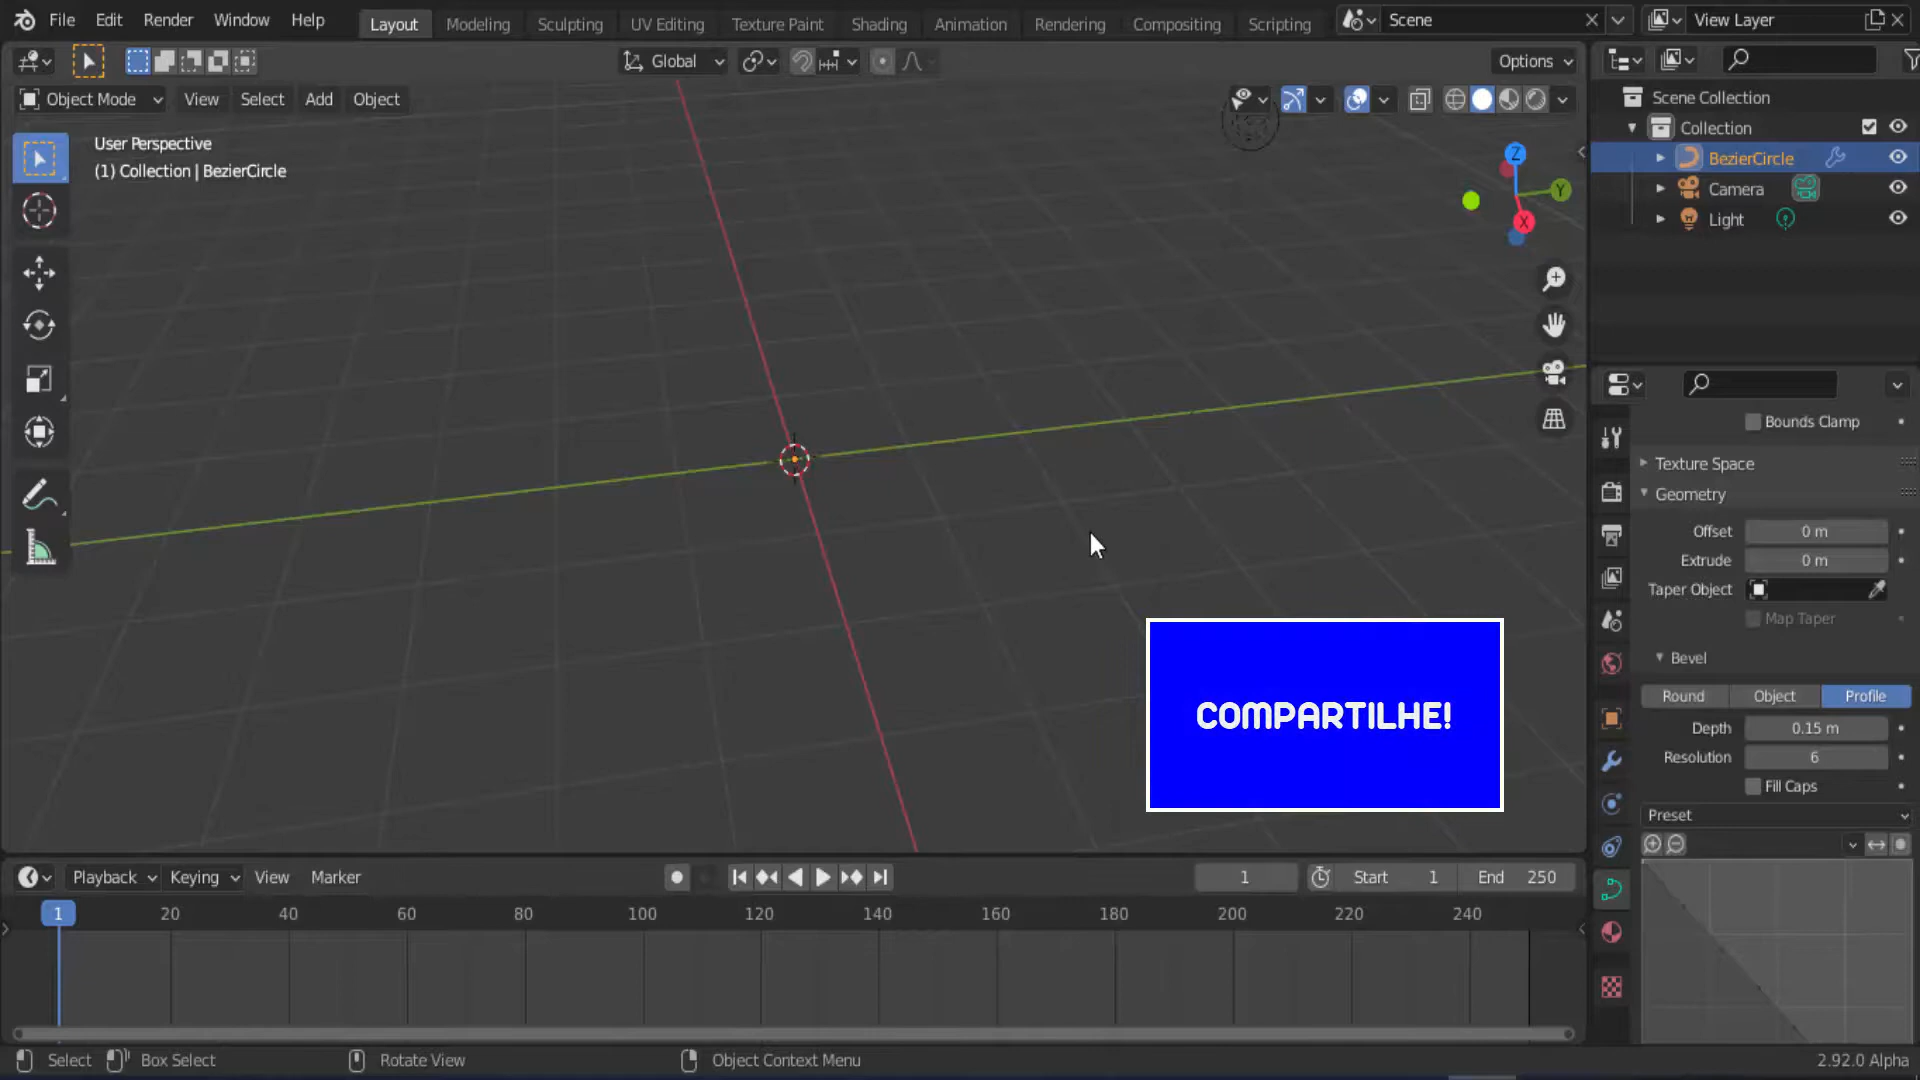 File Edit Render Window Help
Layout Modeling Sculpting UV Editing Texture Paint Shading Animation Rendering Compositing Scripting
Scene
View Layer
Global
Options
Object Mode View Select Add Object
User Perspective
(1) Collection | BezierCircle
Z
Y
X
Scene Collection
Collection
BezierCircle
Camera
Light
Bounds Clamp
Texture Space
Geometry
Offset 0 m
Extrude 0 m
Taper Object
Map Taper
Bevel
Round Object Profile
Depth 0.15 m
Resolution 6
Fill Caps
Preset
COMPARTILHE!
Playback Keying View Marker
1
Start 1 End 250
1 20 40 60 80 100 120 140 160 180 200 220 240
Select Box Select Rotate View Object Context Menu
2.92.0 Alpha